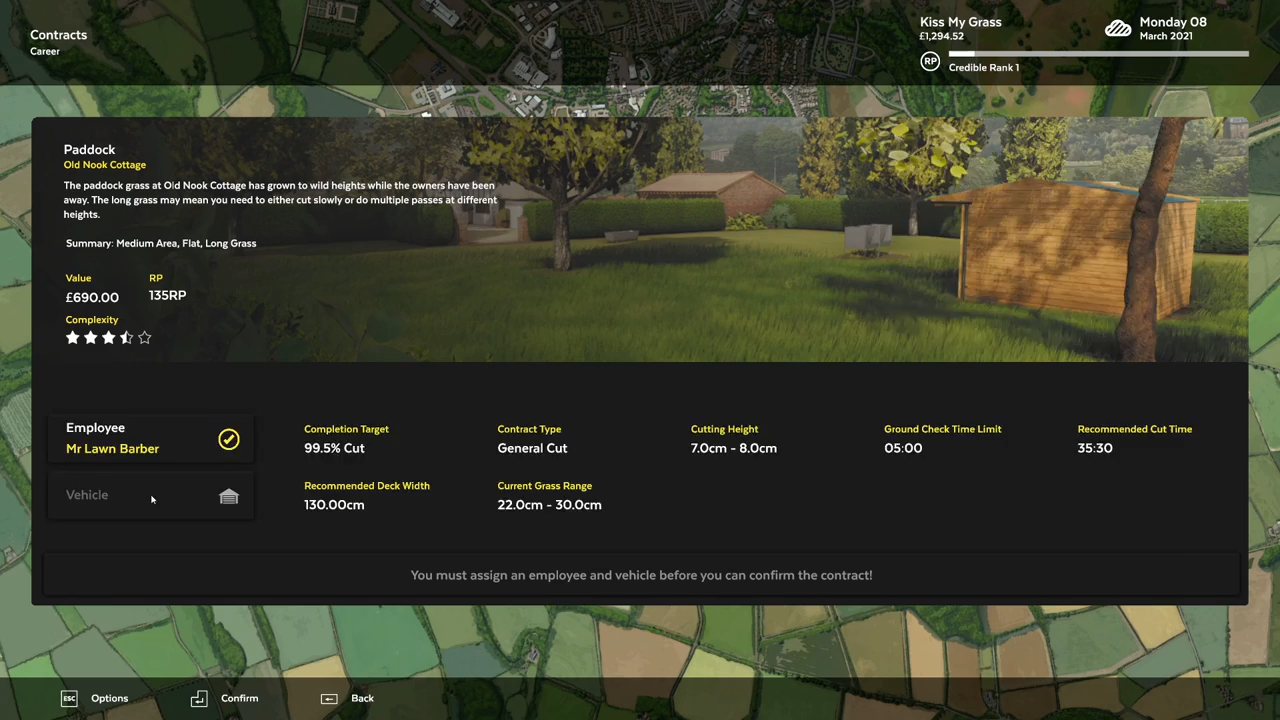 Contracts
Career
Kiss My Grass
£1,294.52
Monday 08
March 2021
RP
Credible Rank 1
Paddock
Old Nook Cottage
The paddock grass at Old Nook Cottage has grown to wild heights while the owners have been
away. The long grass may mean you need to either cut slowly or do multiple passes at different
heights.
Summary: Medium Area, Flat, Long Grass
Value
RP
£690.00
135RP
Complexity
Employee
Mr Lawn Barber
Vehicle
Completion Target
99.5% Cut
Contract Type
General Cut
Cutting Height
7.0cm - 8.0cm
Ground Check Time Limit
05:00
Recommended Cut Time
35:30
Recommended Deck Width
130.00cm
Current Grass Range
22.0cm - 30.0cm
You must assign an employee and vehicle before you can confirm the contract!
ESC Options
Confirm
Back